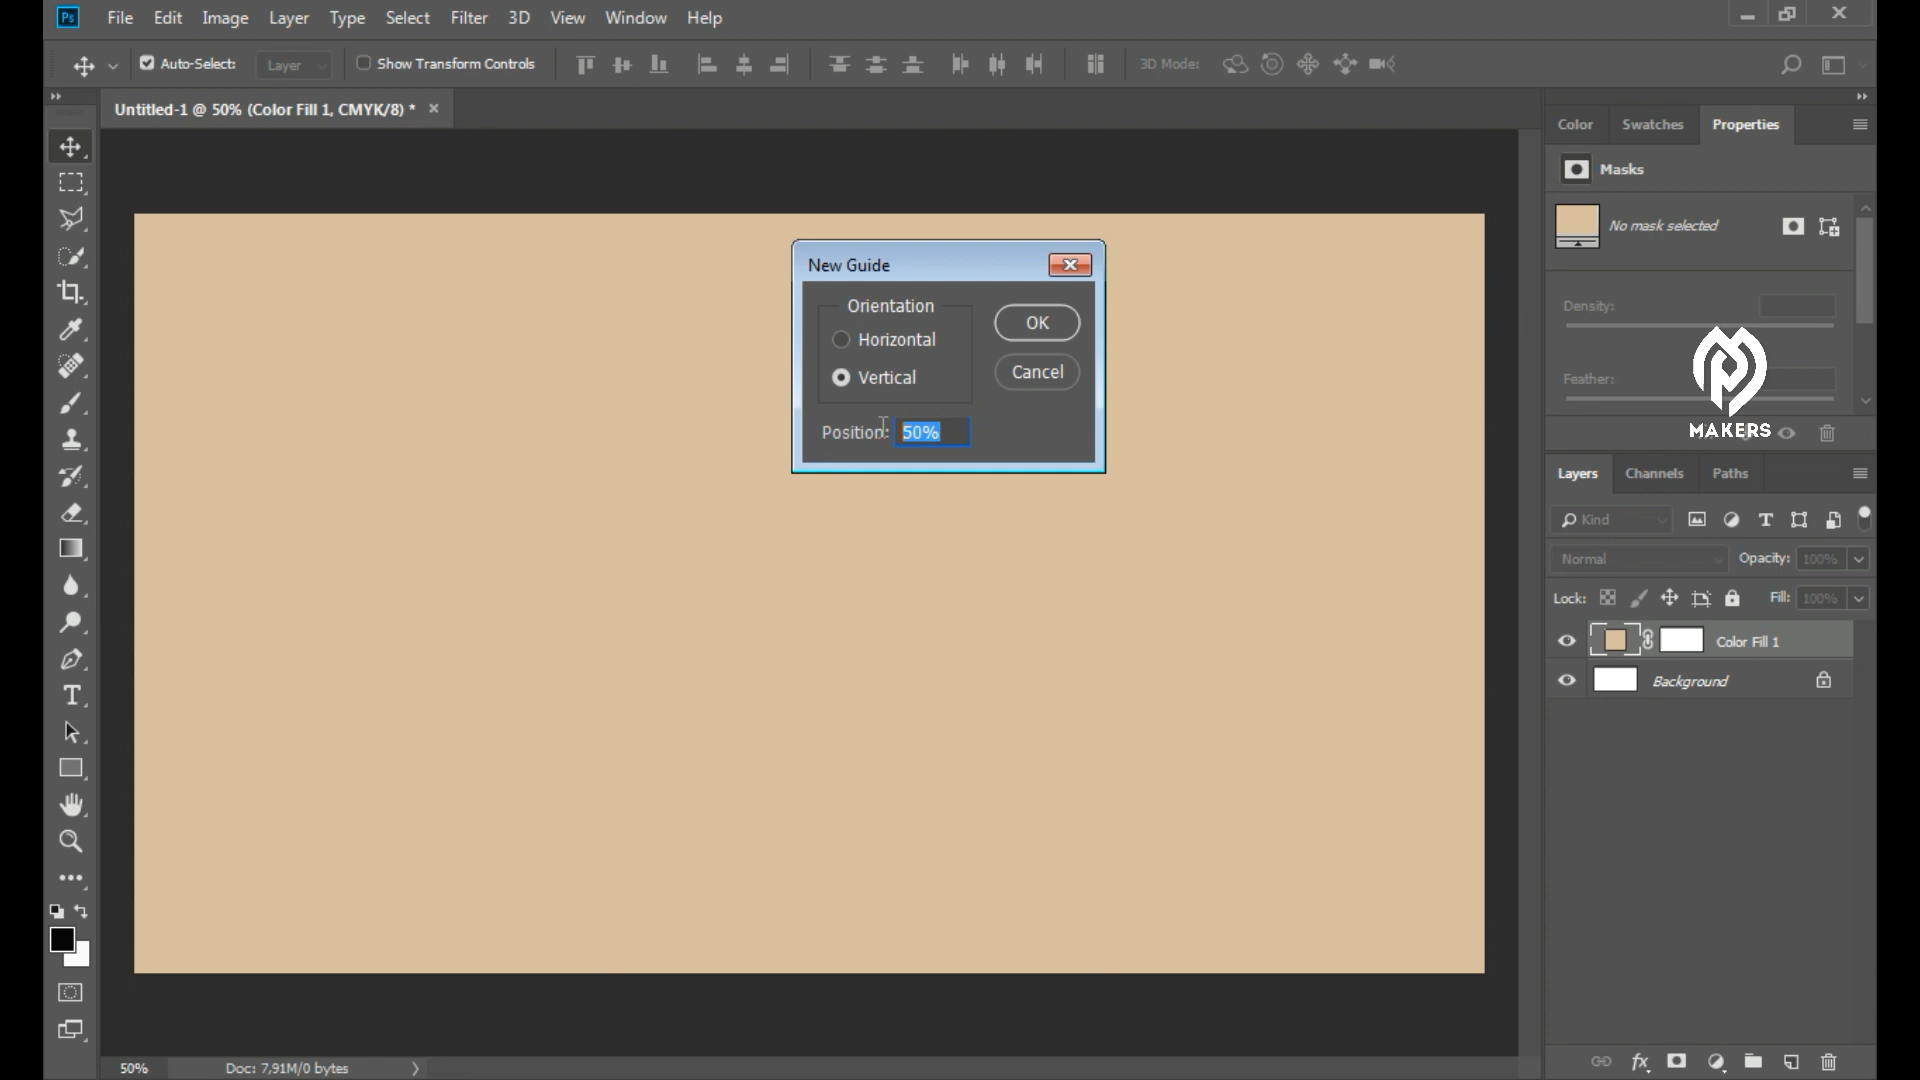 Ps File Edit Image Layer Type Select Filter 3D View Window Help
Auto-Select: Layer Show Transform Controls 3D Mode:
Untitled-1 @ 50% (Color Fill 1, CMYK/8) *
Color Swatches Properties
Masks
No mask selected
New Guide
Orientation
Horizontal
Vertical
OK
Cancel
Position: 50%
Density:
Feather:
MAKERS
Layers Channels Paths
Kind
Normal Opacity: 100%
Lock: Fill: 100%
Color Fill 1
Background
T
fx
50% Doc: 7,91M/0 bytes